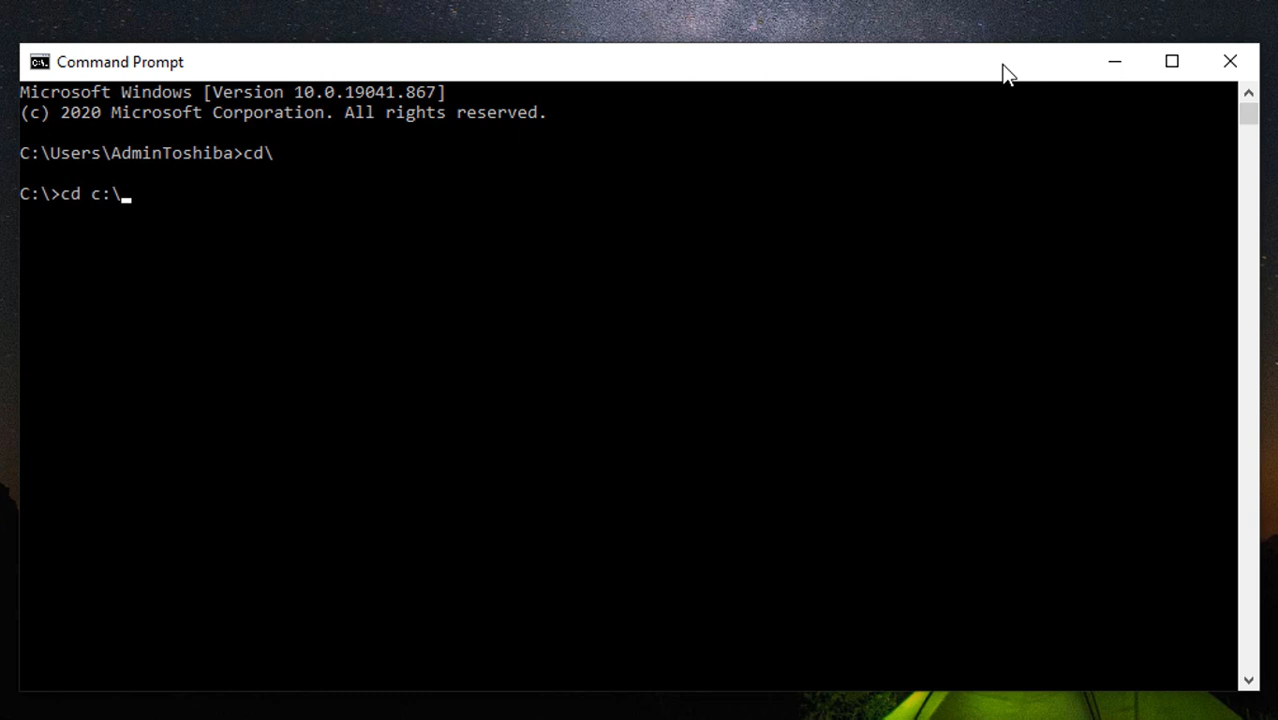 Command Prompt
Microsoft Windows [Version 10.0.19041.867]
(c) 2020 Microsoft Corporation. All rights reserved.
C:\Users\AdminToshiba>cd\
C:\>cd c:\